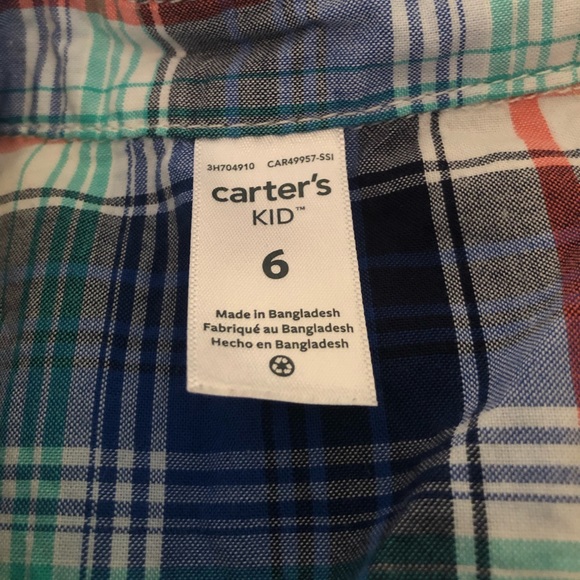 3H704910 CAR49957-SSI
carter's
KID™
6
Made in Bangladesh
Fabriqué au Bangladesh
Hecho en Bangladesh